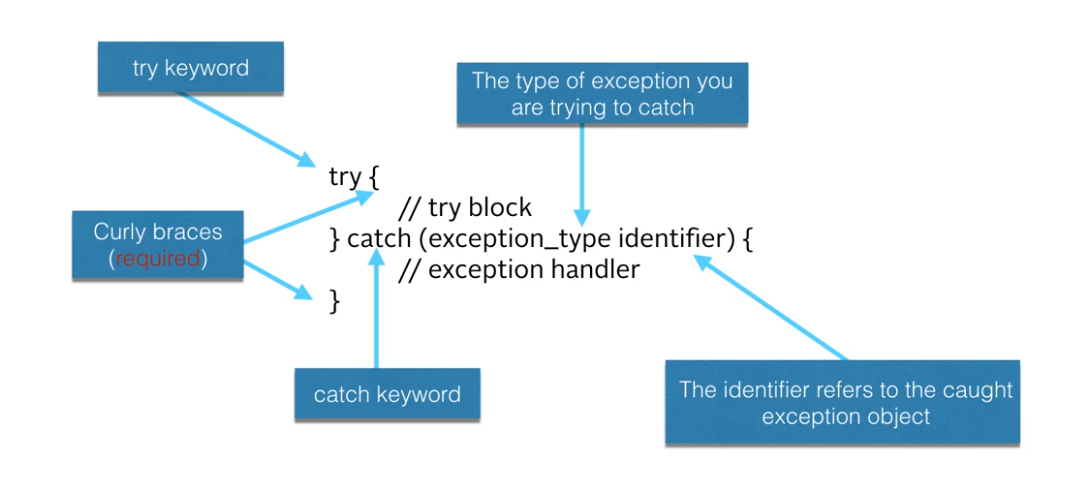 try keyword
The type of exception you
are trying to catch
try {
// try block
Curly braces
(required)
} catch (exception_type identifier) {
// exception handler
}
catch keyword
The identifier refers to the caught
exception object